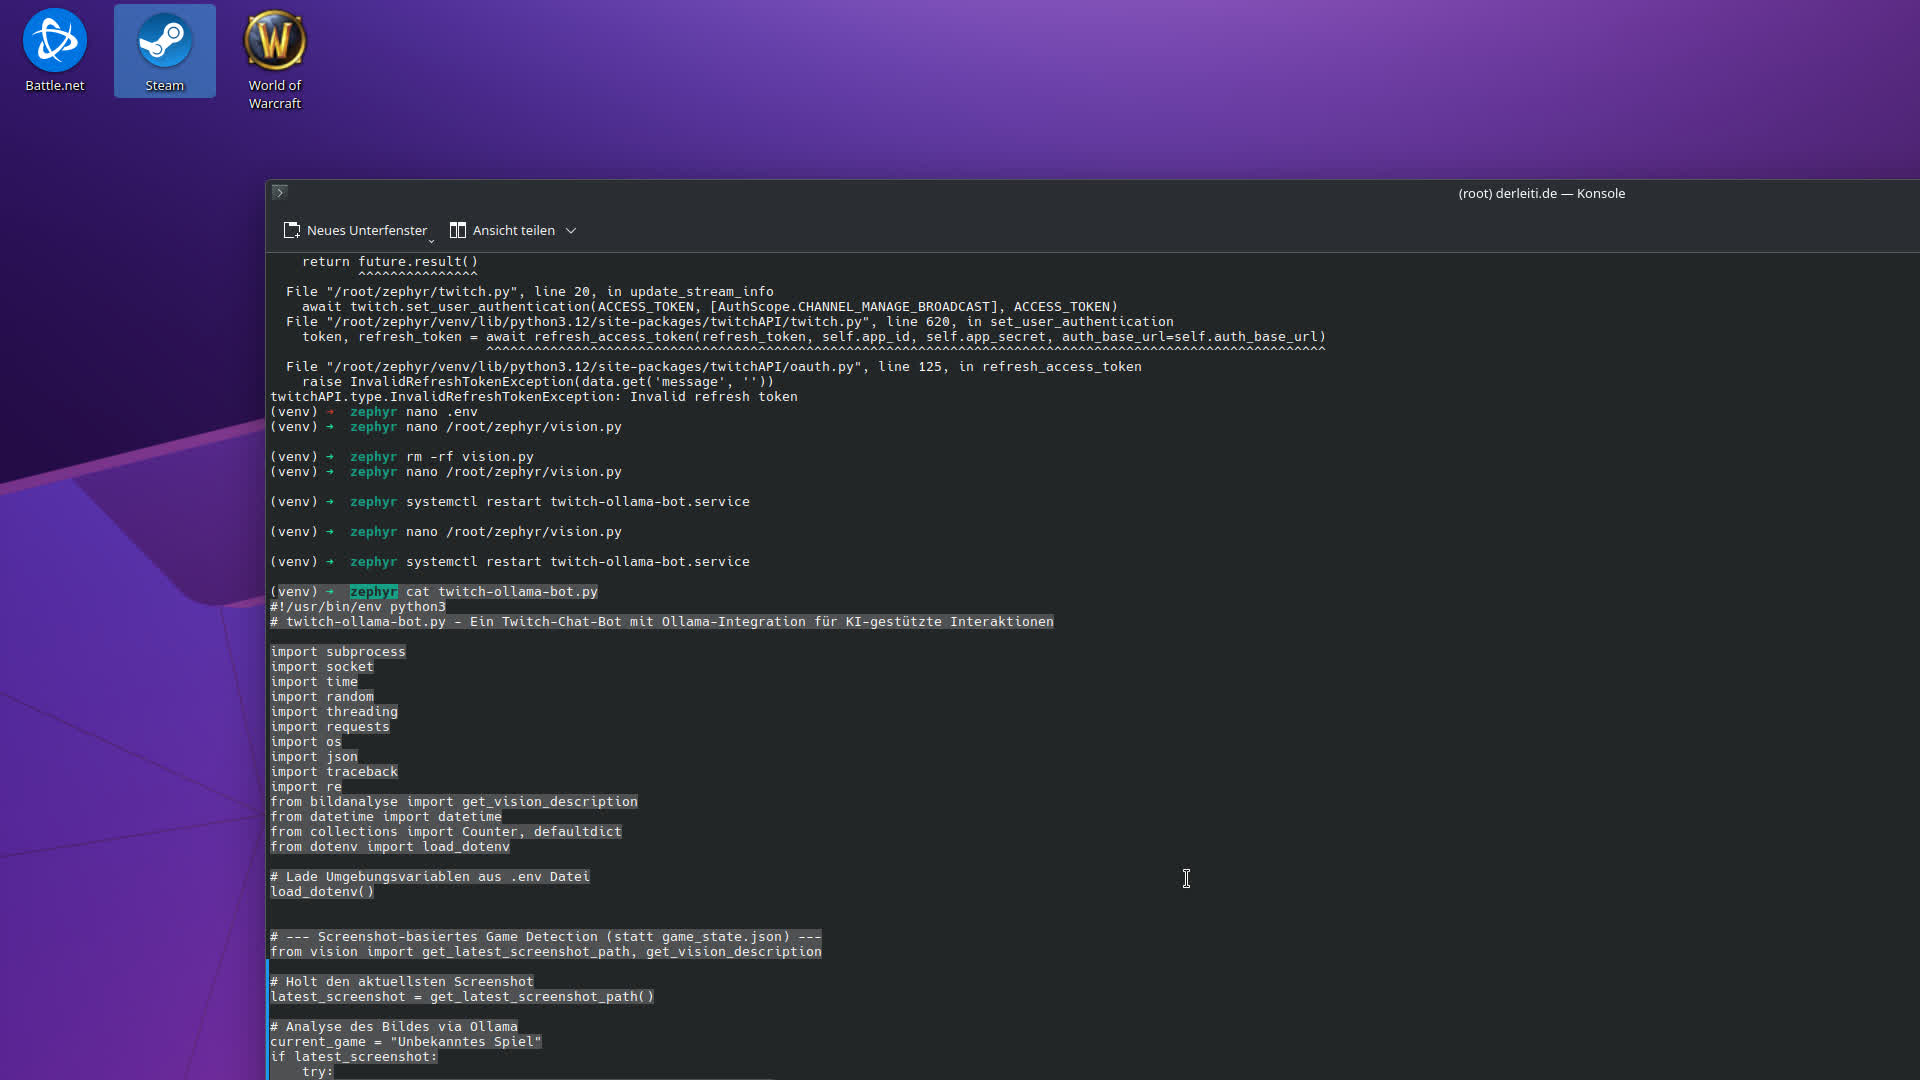 Battle.net
Steam
World of
Warcraft
(root) derleiti.de — Konsole
Neues Unterfenster
Ansicht teilen
    return future.result()
           ^^^^^^^^^^^^^^^
  File "/root/zephyr/twitch.py", line 20, in update_stream_info
    await twitch.set_user_authentication(ACCESS_TOKEN, [AuthScope.CHANNEL_MANAGE_BROADCAST], ACCESS_TOKEN)
  File "/root/zephyr/venv/lib/python3.12/site-packages/twitchAPI/twitch.py", line 620, in set_user_authentication
    token, refresh_token = await refresh_access_token(refresh_token, self.app_id, self.app_secret, auth_base_url=self.auth_base_url)
                           ^^^^^^^^^^^^^^^^^^^^^^^^^^^^^^^^^^^^^^^^^^^^^^^^^^^^^^^^^^^^^^^^^^^^^^^^^^^^^^^^^^^^^^^^^^^^^^^^^^^^^^^^^
  File "/root/zephyr/venv/lib/python3.12/site-packages/twitchAPI/oauth.py", line 125, in refresh_access_token
    raise InvalidRefreshTokenException(data.get('message', ''))
twitchAPI.type.InvalidRefreshTokenException: Invalid refresh token
(venv) ➜  zephyr nano .env
(venv) ➜  zephyr nano /root/zephyr/vision.py
(venv) ➜  zephyr rm -rf vision.py
(venv) ➜  zephyr nano /root/zephyr/vision.py
(venv) ➜  zephyr systemctl restart twitch-ollama-bot.service
(venv) ➜  zephyr nano /root/zephyr/vision.py
(venv) ➜  zephyr systemctl restart twitch-ollama-bot.service
(venv) ➜  zephyr cat twitch-ollama-bot.py
#!/usr/bin/env python3
# twitch-ollama-bot.py - Ein Twitch-Chat-Bot mit Ollama-Integration für KI-gestützte Interaktionen
import subprocess
import socket
import time
import random
import threading
import requests
import os
import json
import traceback
import re
from bildanalyse import get_vision_description
from datetime import datetime
from collections import Counter, defaultdict
from dotenv import load_dotenv
# Lade Umgebungsvariablen aus .env Datei
load_dotenv()
# --- Screenshot-basiertes Game Detection (statt game_state.json) ---
from vision import get_latest_screenshot_path, get_vision_description
# Holt den aktuellsten Screenshot
latest_screenshot = get_latest_screenshot_path()
# Analyse des Bildes via Ollama
current_game = "Unbekanntes Spiel"
if latest_screenshot:
    try: